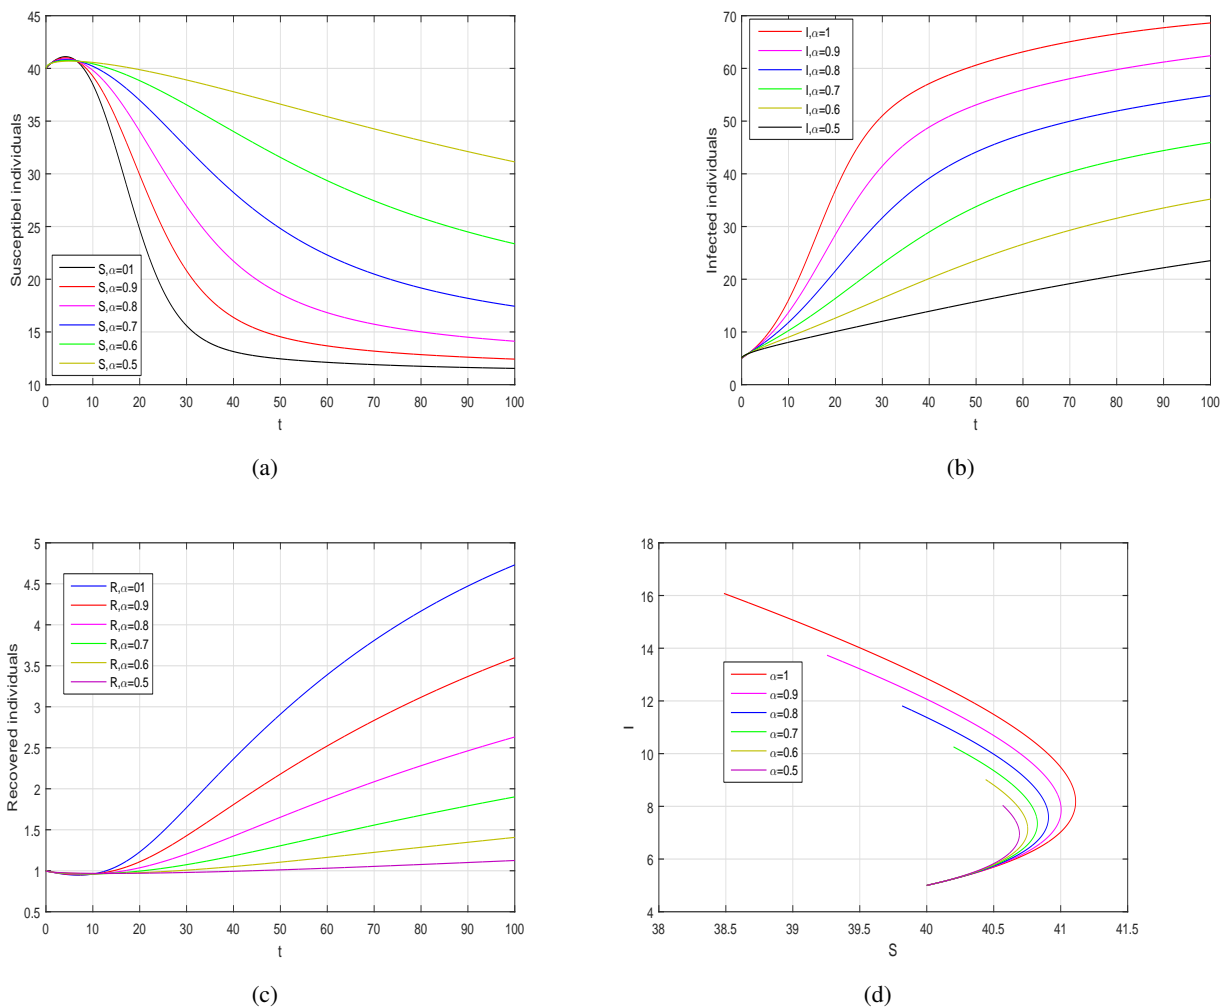 45
40
35
30
25
20
15
10
Susceptibel individuals
S,α=01
S,α=0.9
S,α=0.8
S,α=0.7
S,α=0.6
S,α=0.5
0 10 20 30 40 50 60 70 80 90 100
t
(a)
70
60
50
40
30
20
10
0
Infected individuals
I,α=1
I,α=0.9
I,α=0.8
I,α=0.7
I,α=0.6
I,α=0.5
0 10 20 30 40 50 60 70 80 90 100
t
(b)
5
4.5
4
3.5
3
2.5
2
1.5
1
0.5
Recovered individuals
R,α=01
R,α=0.9
R,α=0.8
R,α=0.7
R,α=0.6
R,α=0.5
0 10 20 30 40 50 60 70 80 90 100
t
(c)
18
16
14
12
10
8
6
4
I
α=1
α=0.9
α=0.8
α=0.7
α=0.6
α=0.5
38 38.5 39 39.5 40 40.5 41 41.5
S
(d)